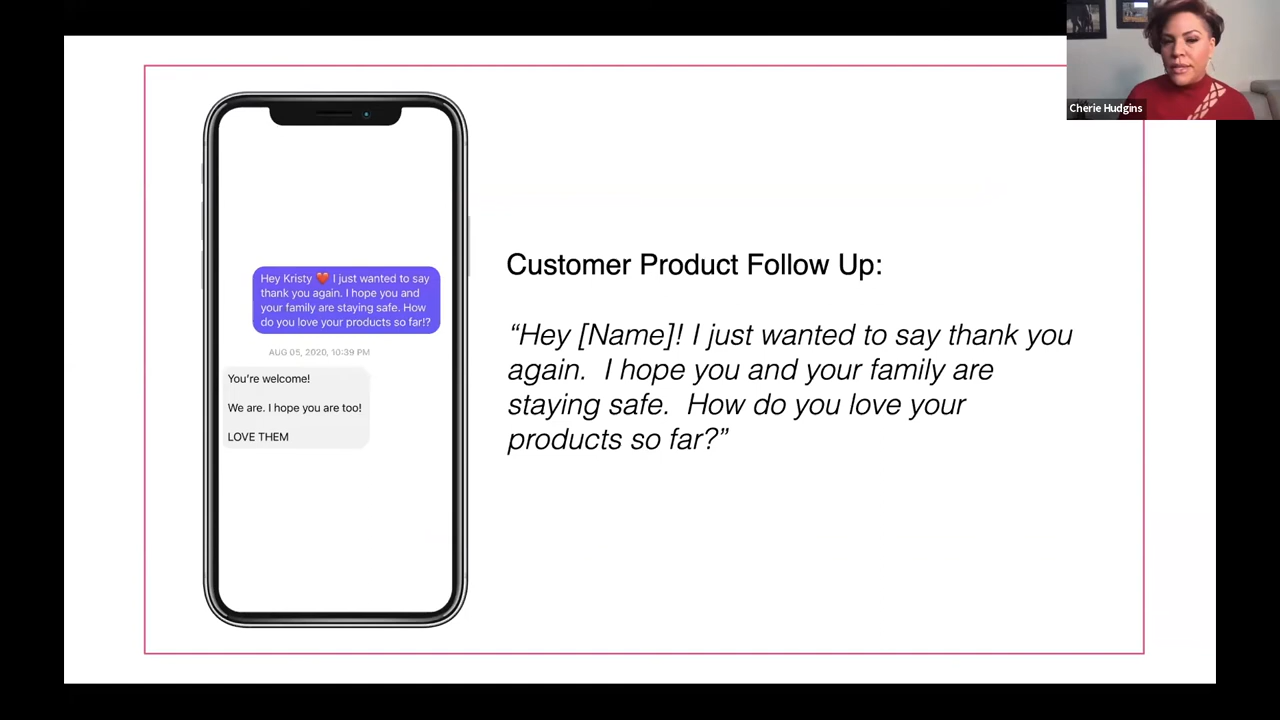 Cherie Hudgins
Hey Kristy ❤️ I just wanted to say
thank you again. I hope you and
your family are staying safe. How
do you love your products so far!?
AUG 05, 2020, 10:39 PM
You're welcome!
We are. I hope you are too!
LOVE THEM
Customer Product Follow Up:
“Hey [Name]! I just wanted to say thank you
again.  I hope you and your family are
staying safe.  How do you love your
products so far?”